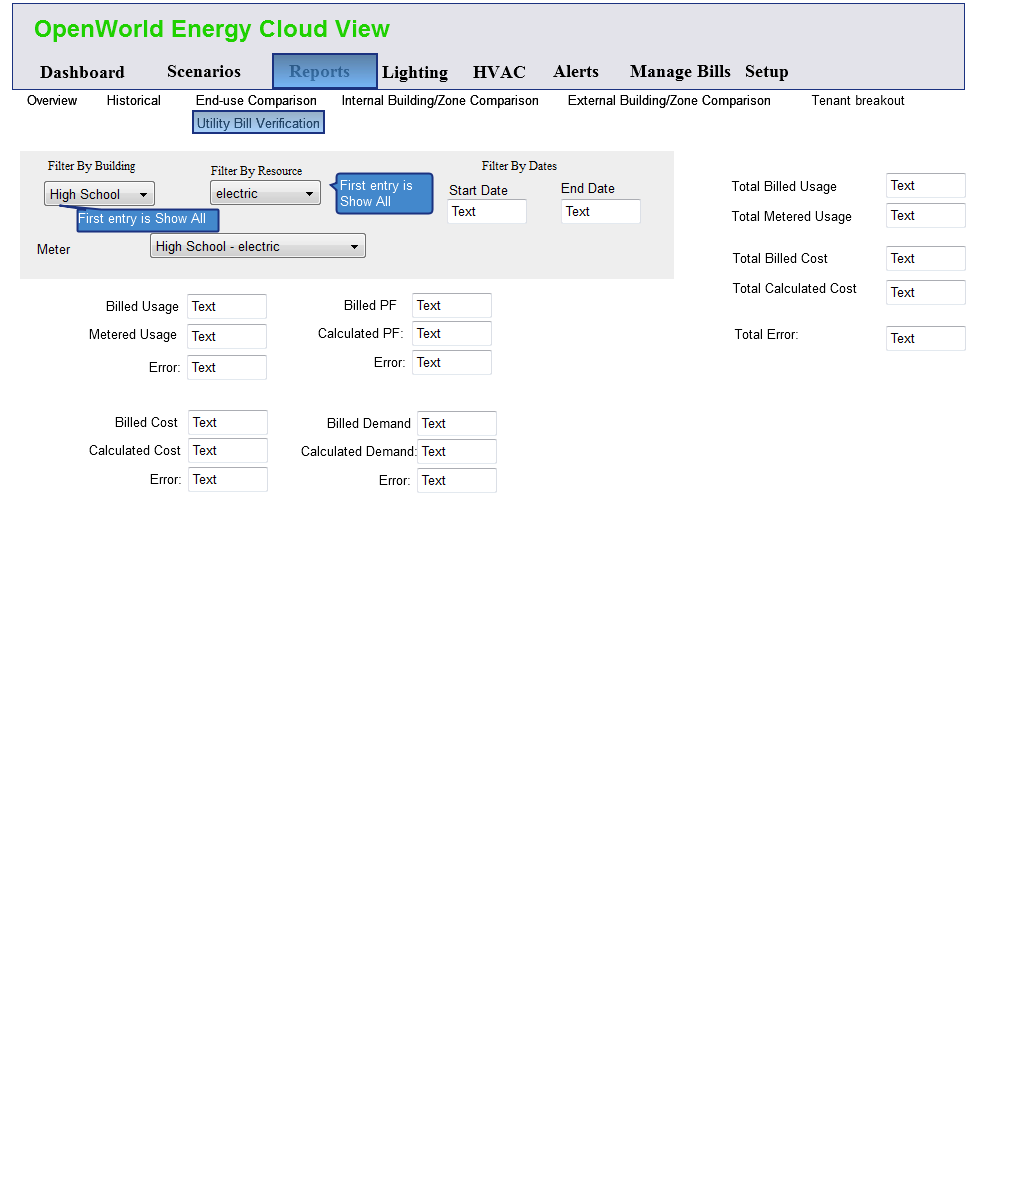 OpenWorld Energy Cloud View
Dashboard Scenarios Reports Lighting HVAC Alerts Manage Bills Setup
Overview Historical End-use Comparison Internal Building/Zone Comparison External Building/Zone Comparison Tenant breakout
Utility Bill Verification
Filter By Building
High School
First entry is Show All
Filter By Resource
electric
First entry is
Show All
Filter By Dates
Start Date End Date
Text Text
Meter High School - electric
Total Billed Usage Text
Total Metered Usage Text
Total Billed Cost Text
Total Calculated Cost Text
Total Error: Text
Billed Usage Text
Metered Usage Text
Error: Text
Billed PF Text
Calculated PF: Text
Error: Text
Billed Cost Text
Calculated Cost Text
Error: Text
Billed Demand Text
Calculated Demand: Text
Error: Text